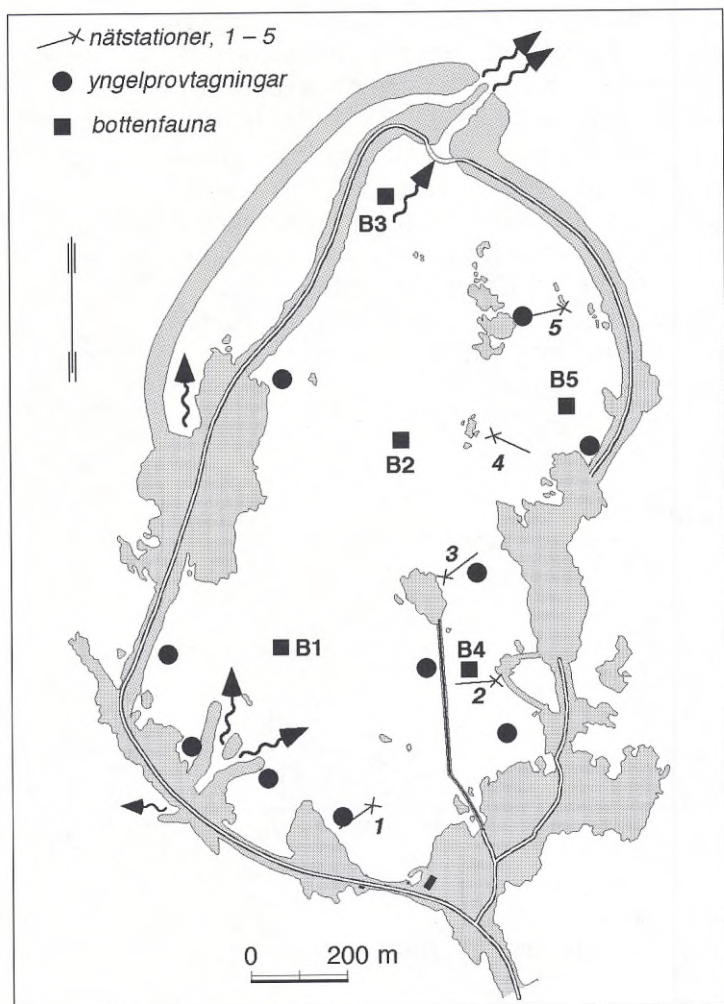 nätstationer, 1 – 5
yngelprovtagningar
bottenfauna
B3
5
B5
4
B2
3
B1
B4
2
1
0 200 m